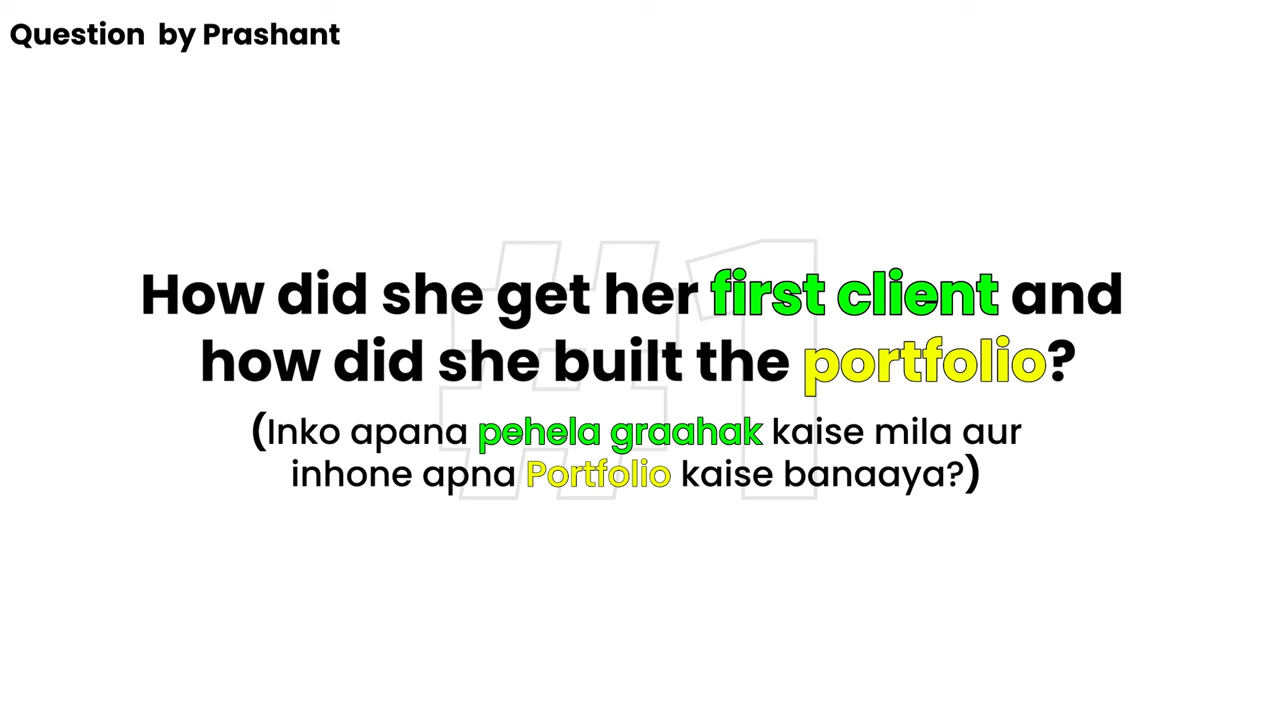 Question by Prashant
#1
How did she get her first client and
how did she built the portfolio?
(Inko apana pehela graahak kaise mila aur
inhone apna Portfolio kaise banaaya?)